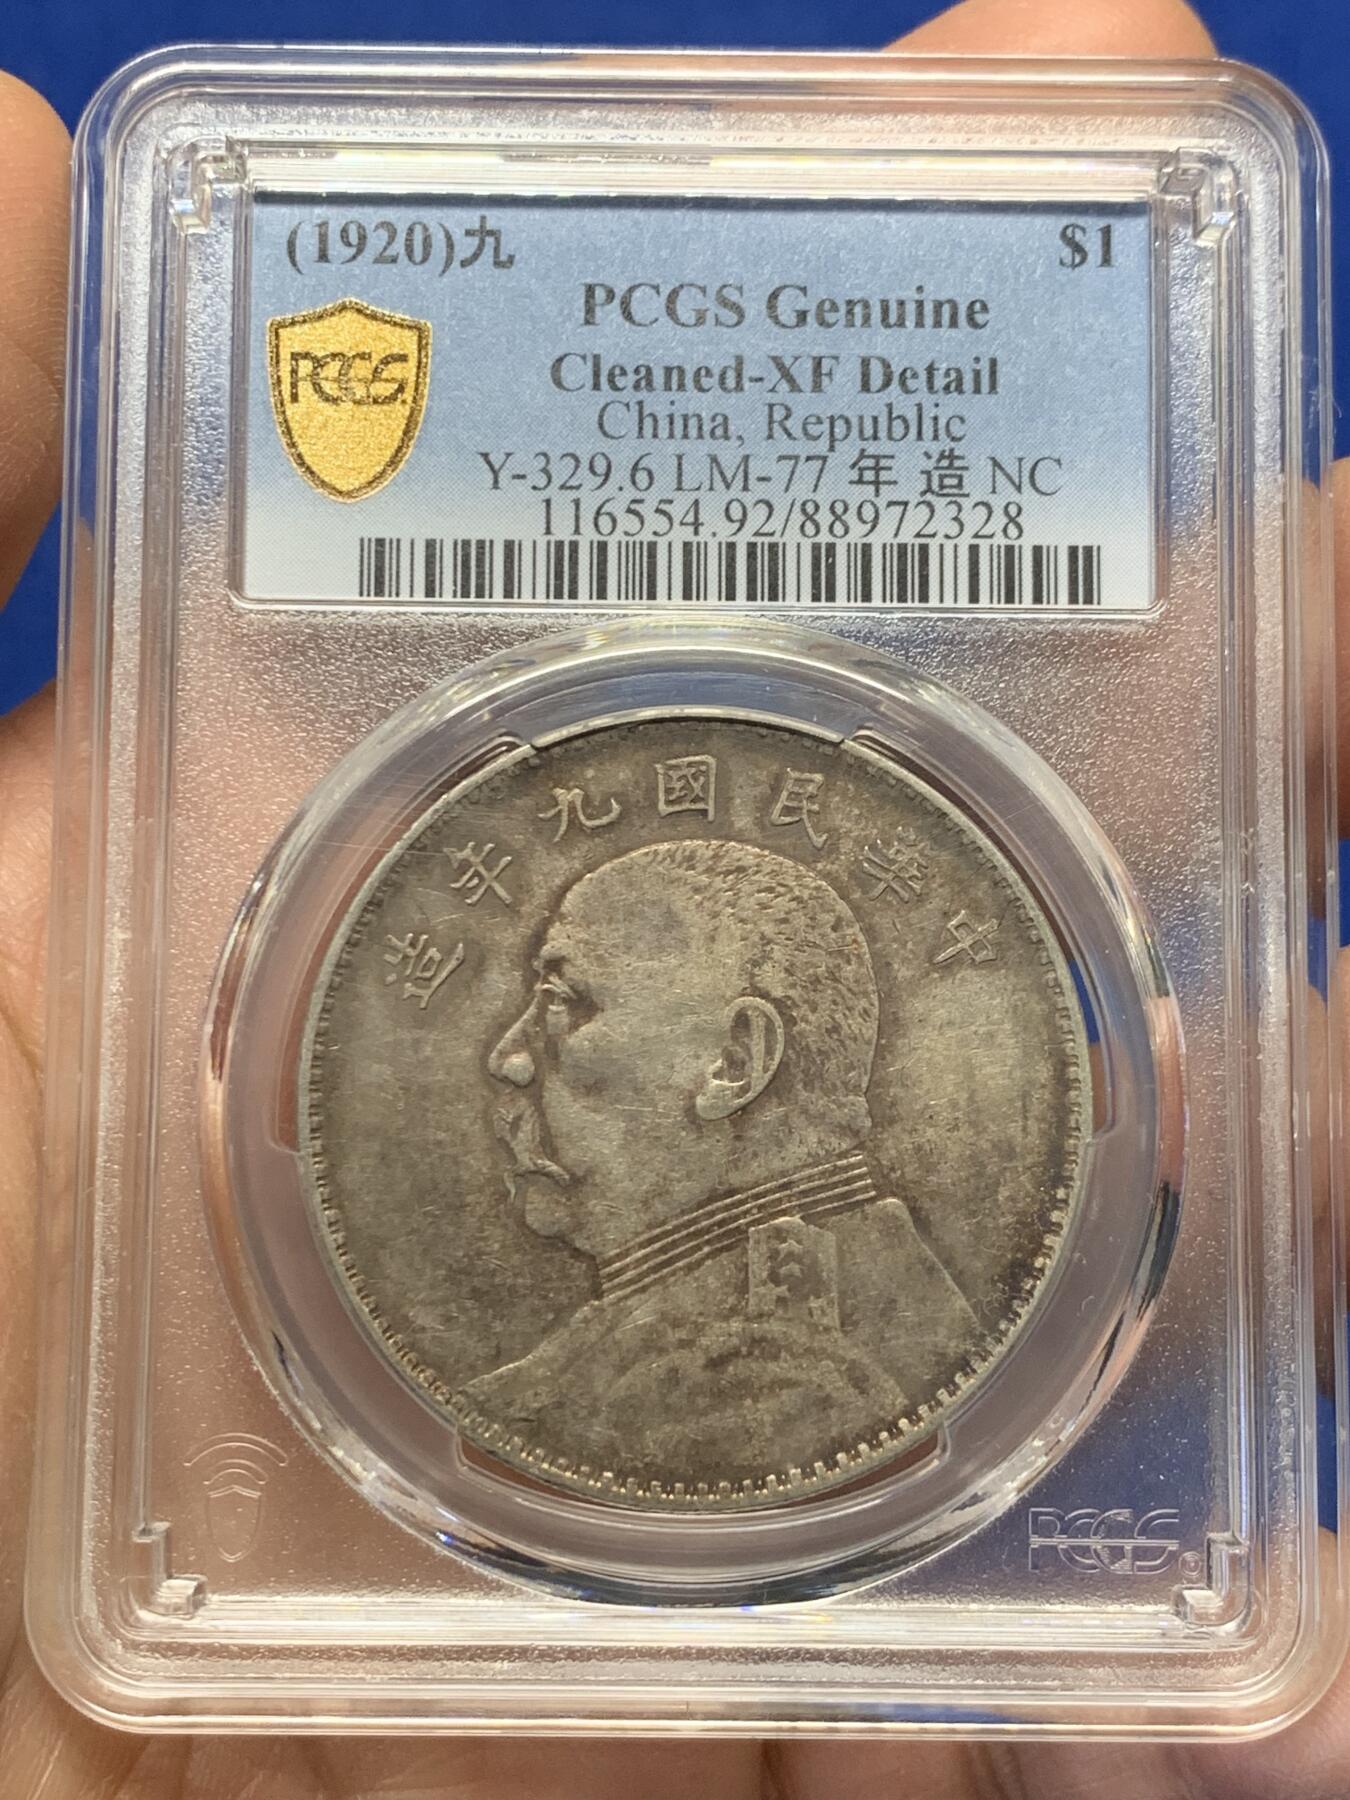 (1920)九 $1
PCGS Genuine
PCGS
Cleaned-XF Detail
China, Republic
Y-329.6 LM-77 年 造 NC
116554.92/88972328
中華民國九年造
PCGS